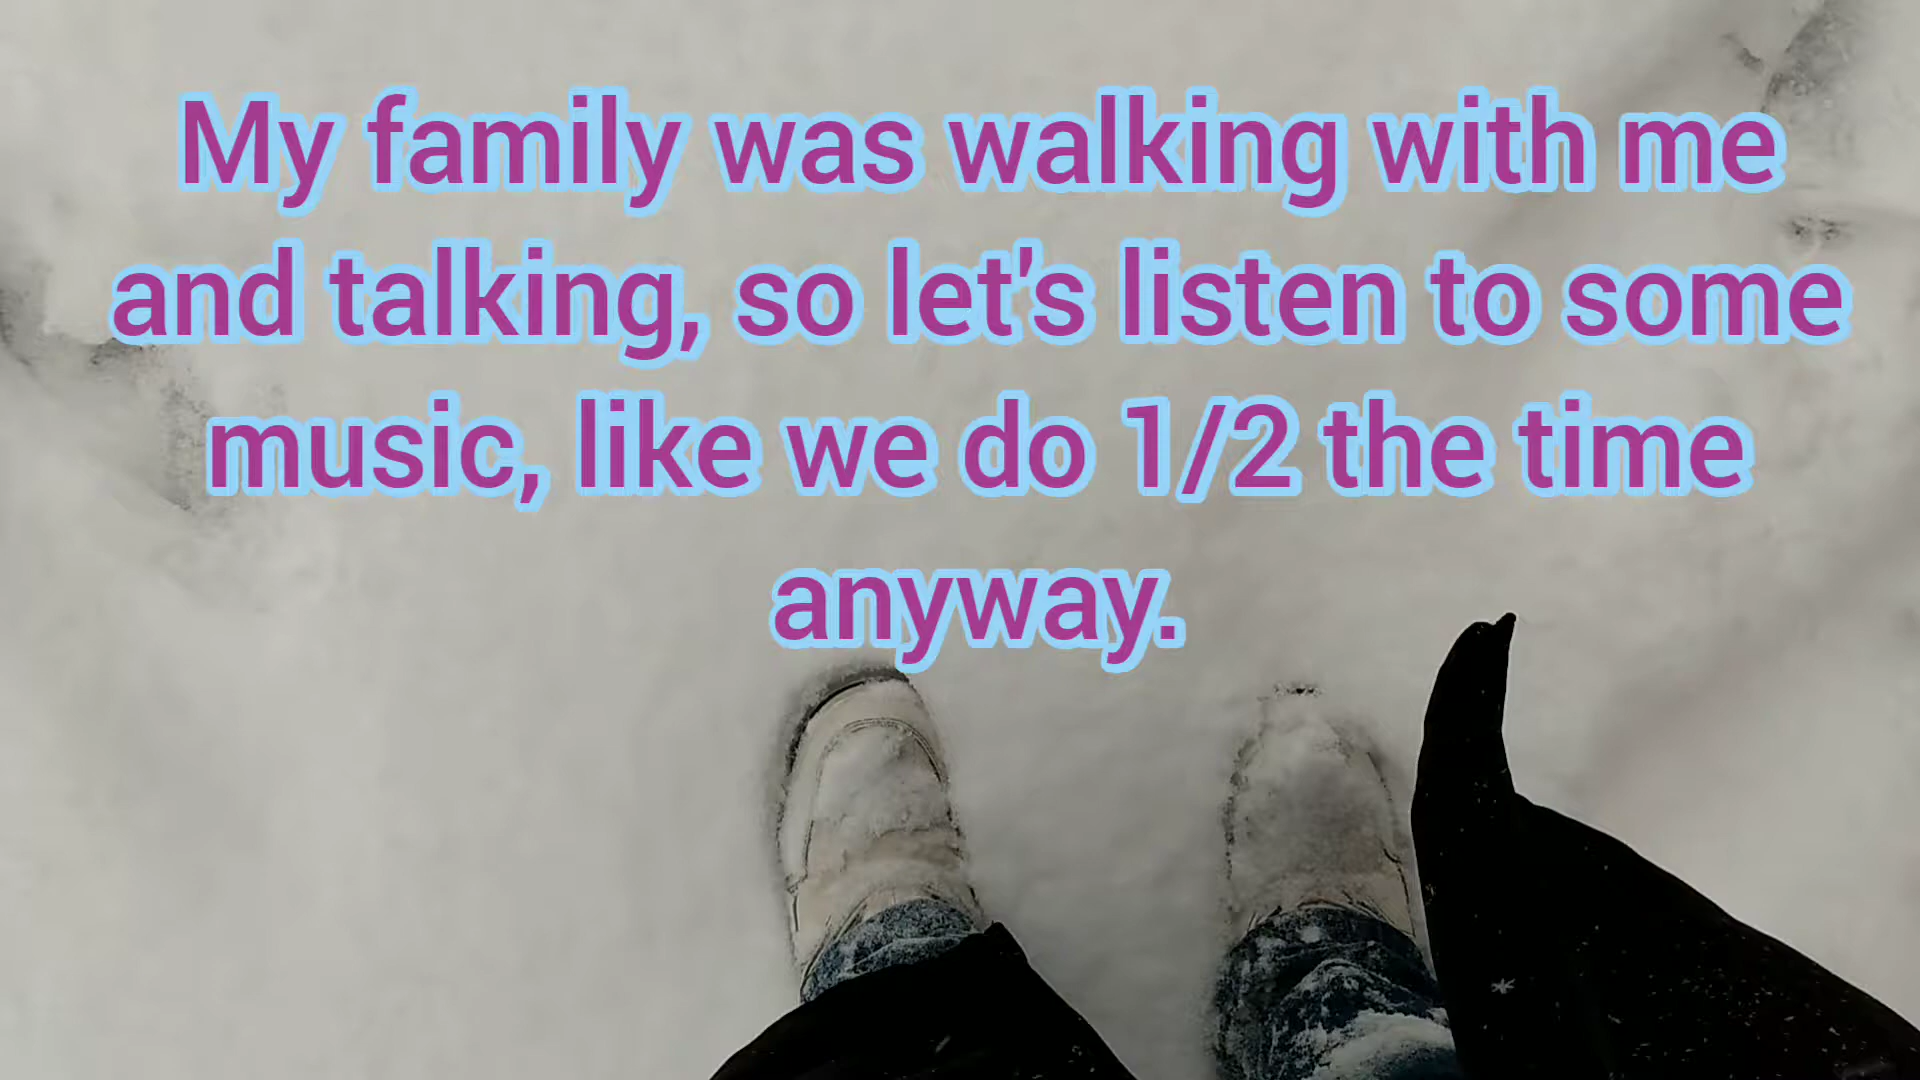 My family was walking with me
and talking, so let's listen to some
music, like we do 1/2 the time
anyway.